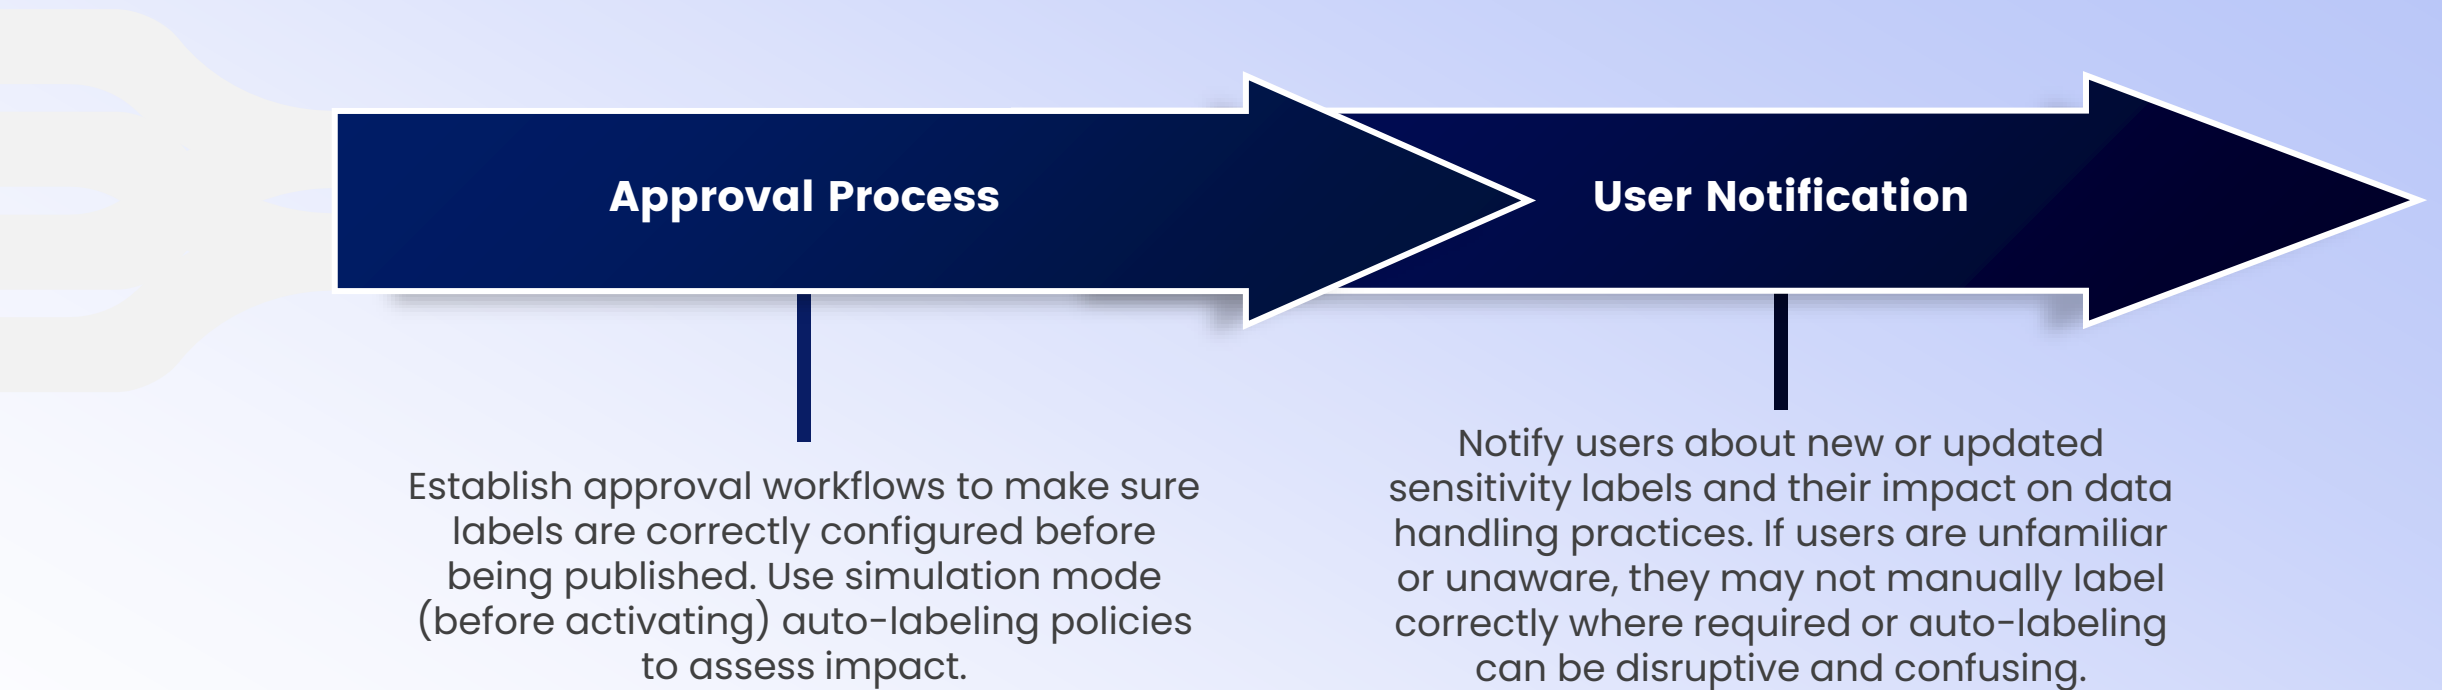 Approval Process
User Notification
Establish approval workflows to make sure
labels are correctly configured before
being published. Use simulation mode
(before activating) auto-labeling policies
to assess impact.
Notify users about new or updated
sensitivity labels and their impact on data
handling practices. If users are unfamiliar
or unaware, they may not manually label
correctly where required or auto-labeling
can be disruptive and confusing.